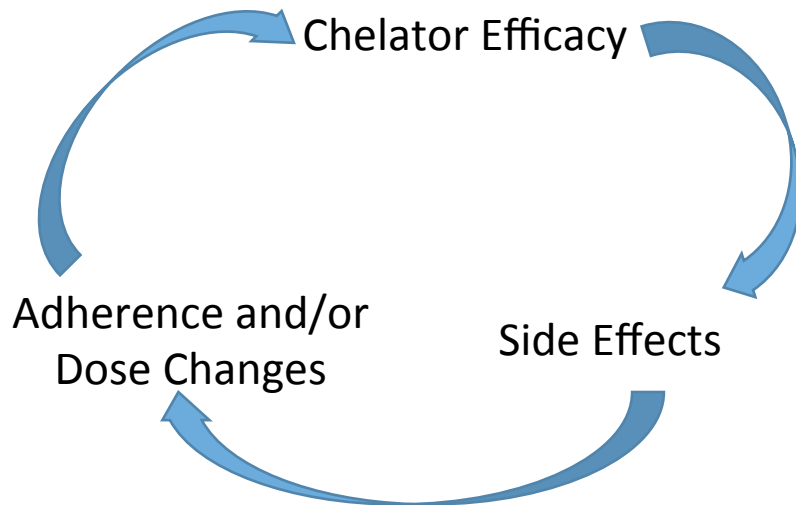 Chelator Efficacy
Adherence and/or
Dose Changes
Side Effects